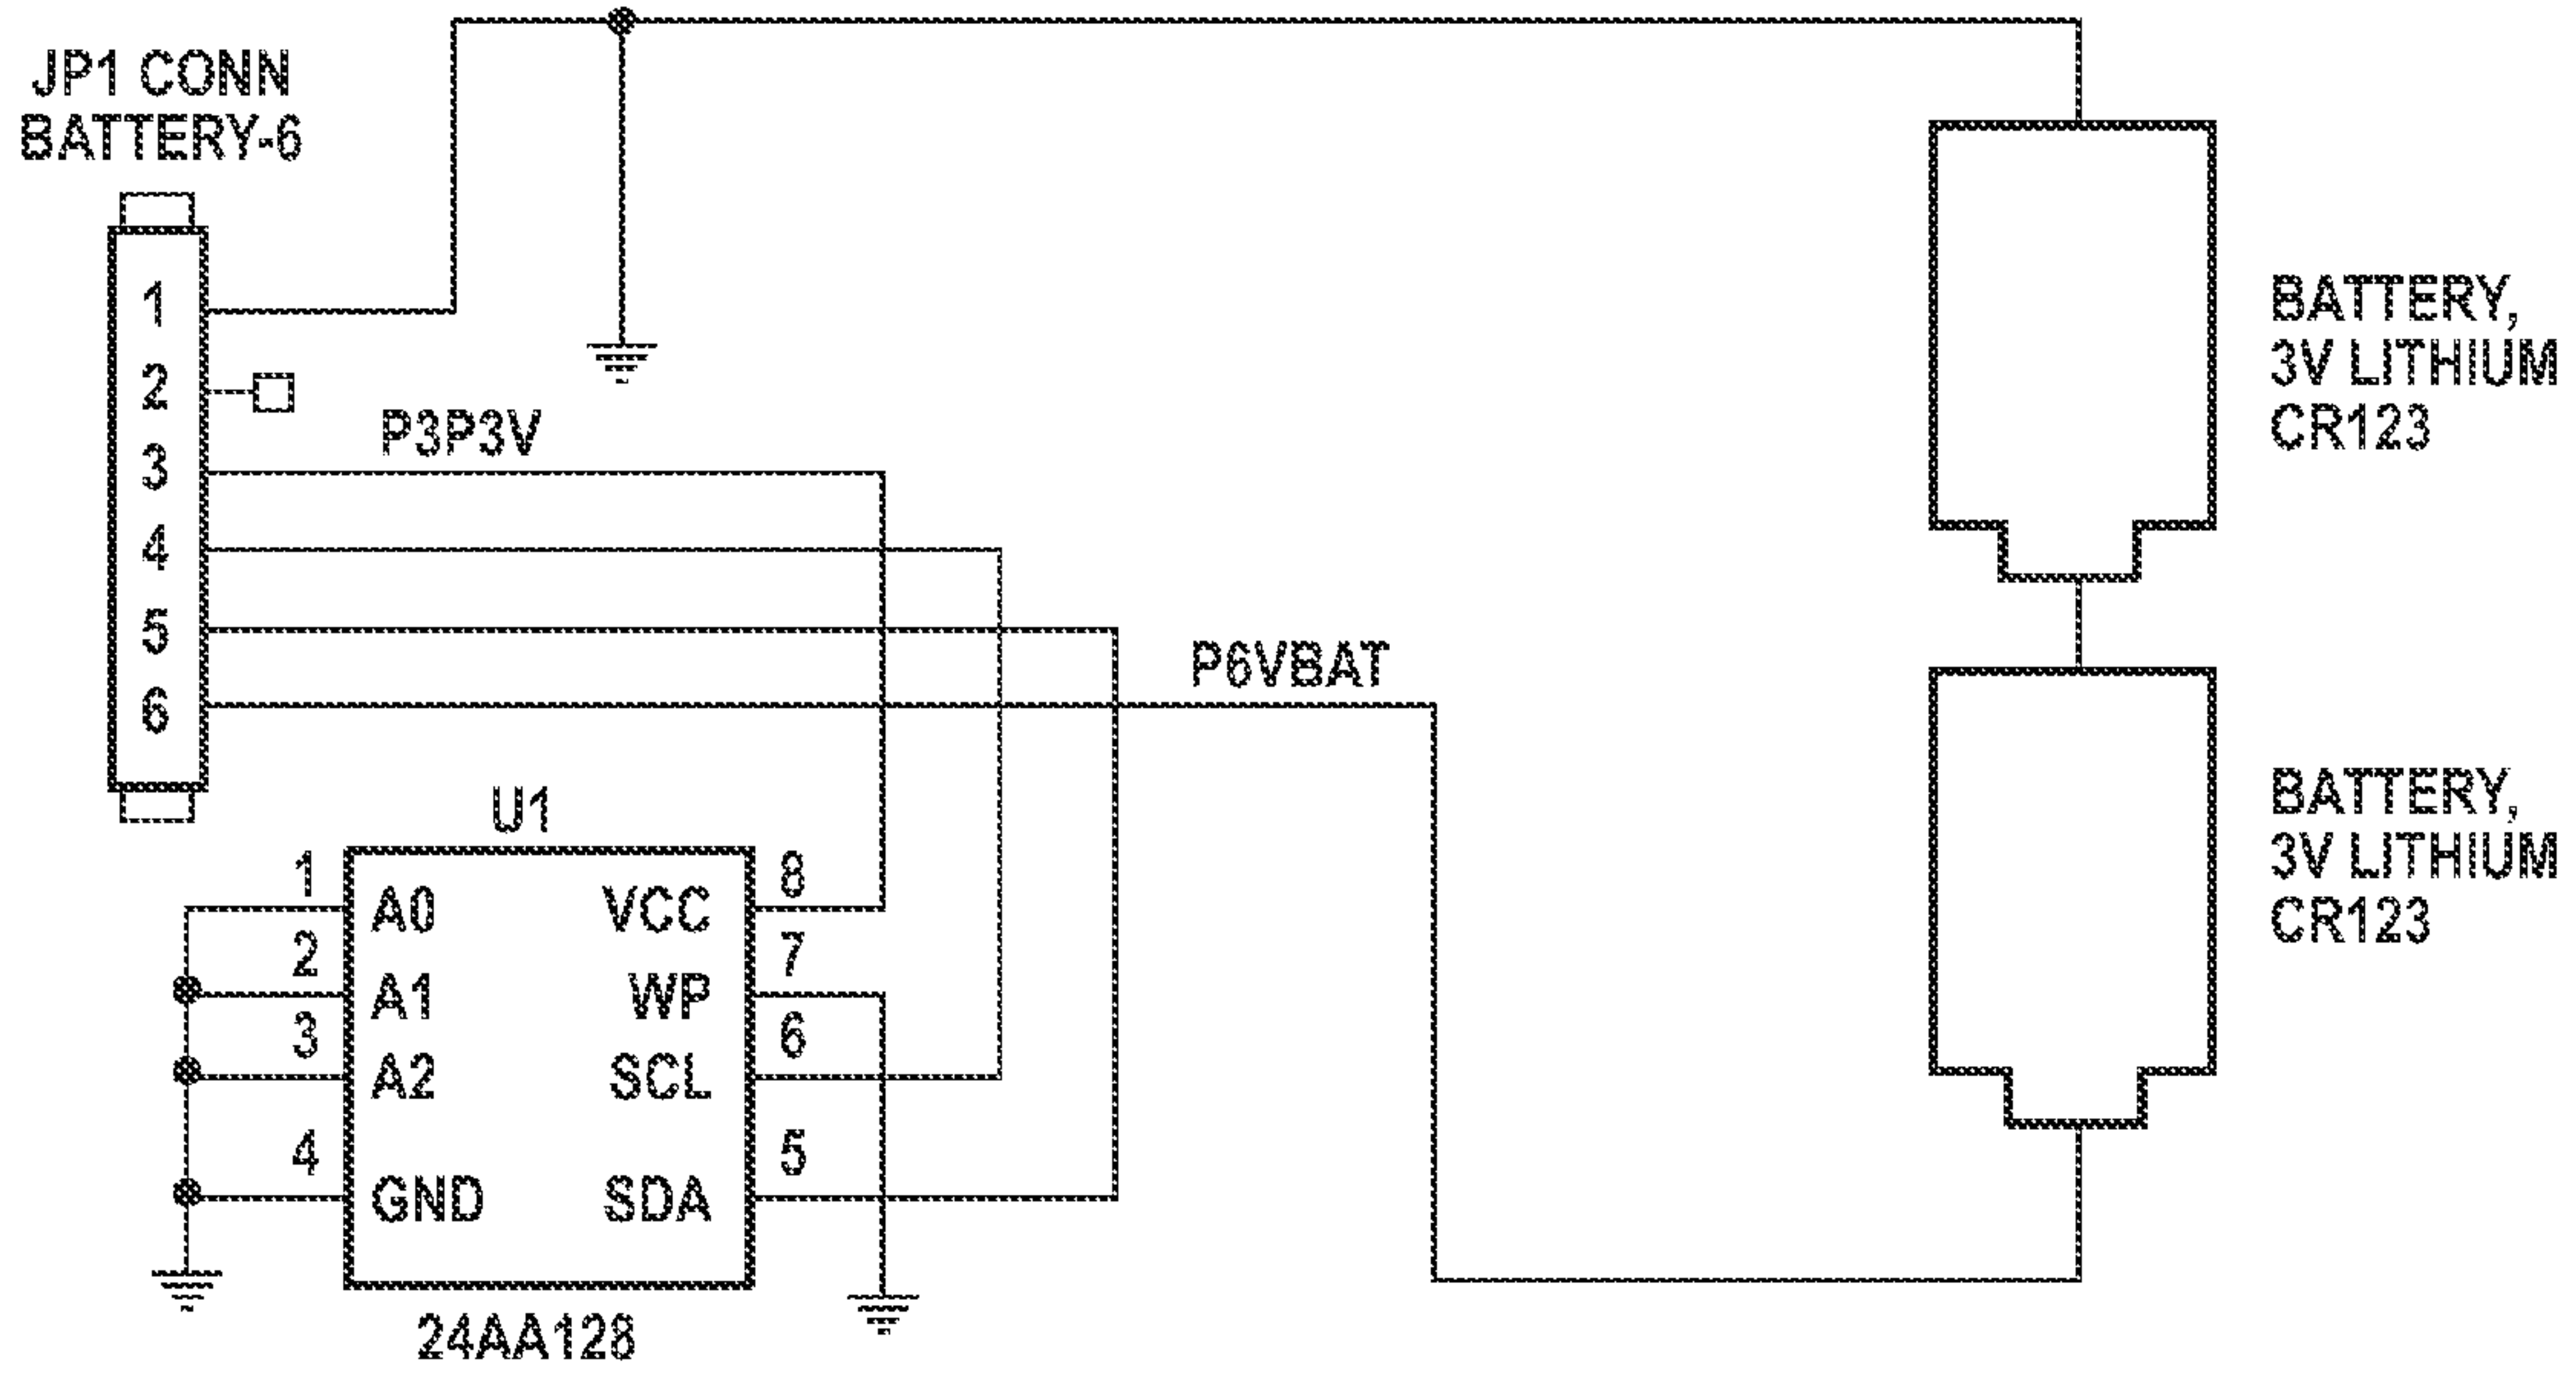 JP1 CONN
BATTERY-6
1
2
3
4
5
6
P3P3V
P6VBAT
BATTERY,
3V LITHIUM
CR123
BATTERY,
3V LITHIUM
CR123
U1
1 A0 VCC 8
2 A1 WP 7
3 A2 SCL 6
4 GND SDA 5
24AA128